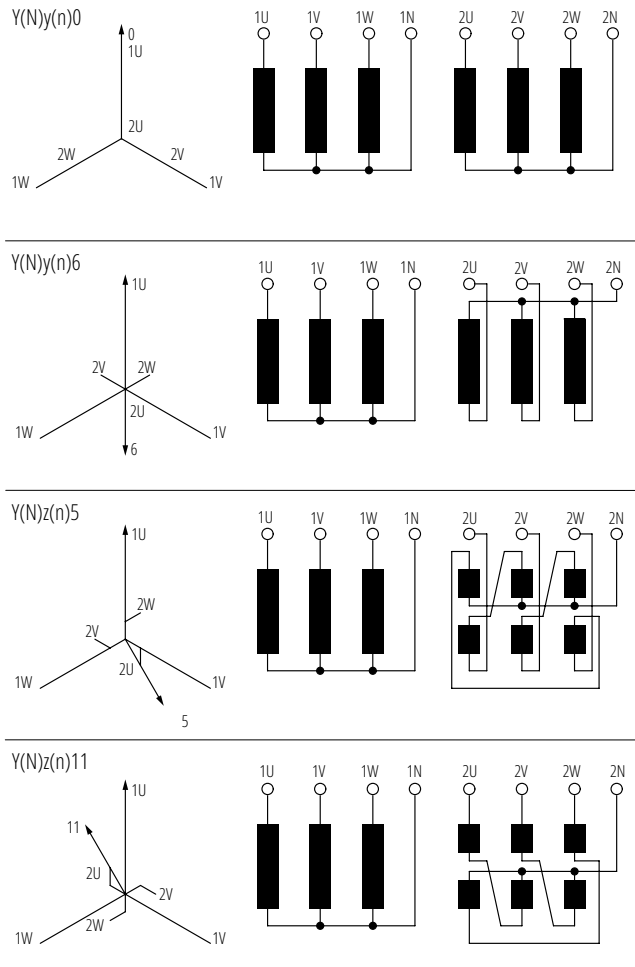 Y(N)y(n)0
0
1U
2U
2W
2V
1W
1V
1U 1V 1W 1N 2U 2V 2W 2N
Y(N)y(n)6
1U
2V 2W
2U
1W
1V
6
1U 1V 1W 1N 2U 2V 2W 2N
Y(N)z(n)5
1U
2W
2V
2U
1W
1V
5
1U 1V 1W 1N 2U 2V 2W 2N
Y(N)z(n)11
1U
11
2U
2V
2W
1W
1V
1U 1V 1W 1N 2U 2V 2W 2N